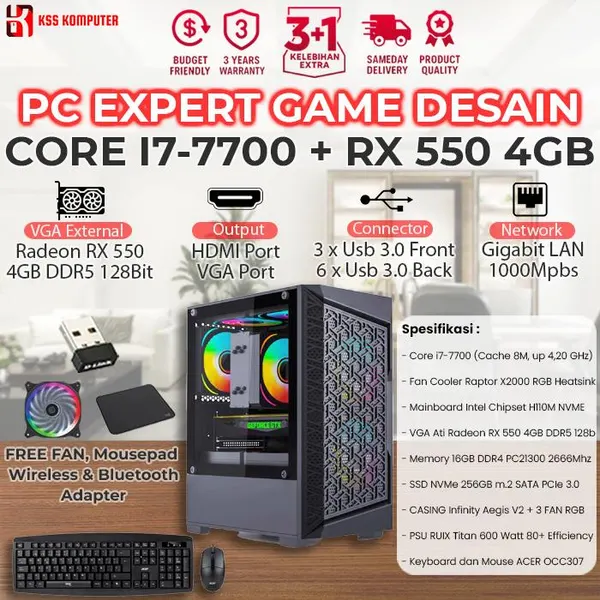 KSS KOMPUTER
BUDGET
FRIENDLY
3
3 YEARS
WARRANTY
3+1
KELEBIHAN
EXTRA
SAMEDAY
DELIVERY
PRODUCT
QUALITY
PC EXPERT GAME DESAIN
CORE I7-7700 + RX 550 4GB
VGA External
Radeon RX 550
4GB DDR5 128Bit
Output
HDMI Port
VGA Port
Connector
3 x Usb 3.0 Front
6 x Usb 3.0 Back
Network
Gigabit LAN
1000Mpbs
D-Link
GEFORCE GTX
FREE FAN, Mousepad
Wireless & Bluetooth
Adapter
Spesifikasi :
- Core i7-7700 (Cache 8M, up 4,20 GHz)
- Fan Cooler Raptor X2000 RGB Heatsink
- Mainboard Intel Chipset H110M NVME
- VGA Ati Radeon RX 550 4GB DDR5 128b
- Memory 16GB DDR4 PC21300 2666Mhz
- SSD NVMe 256GB m.2 SATA PCIe 3.0
- CASING Infinity Aegis V2 + 3 FAN RGB
- PSU RUIX Titan 600 Watt 80+ Efficiency
- Keyboard dan Mouse ACER OCC307